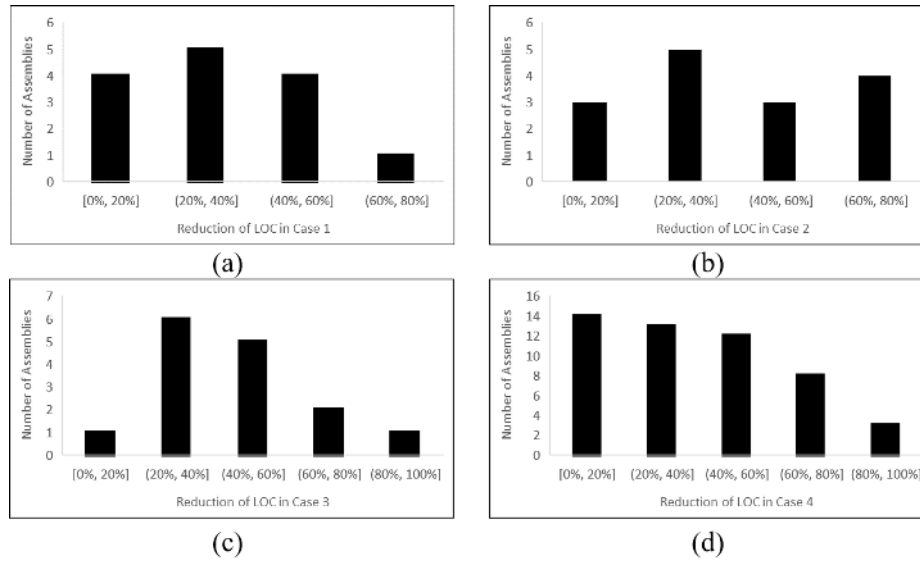 Number of Assemblies
6
5
4
3
2
1
0
[0%, 20%] (20%, 40%] (40%, 60%] (60%, 80%]
Reduction of LOC in Case 1
(a)
Number of Assemblies
6
5
4
3
2
1
0
[0%, 20%] (20%, 40%] (40%, 60%] (60%, 80%]
Reduction of LOC in Case 2
(b)
Number of Assemblies
7
6
5
4
3
2
1
0
[0%, 20%] (20%, 40%] (40%, 60%] (60%, 80%] (80%, 100%]
Reduction of LOC in Case 3
(c)
Number of Assemblies
16
14
12
10
8
6
4
2
0
[0%, 20%] (20%, 40%] (40%, 60%] (60%, 80%] (80%, 100%]
Reduction of LOC in Case 4
(d)